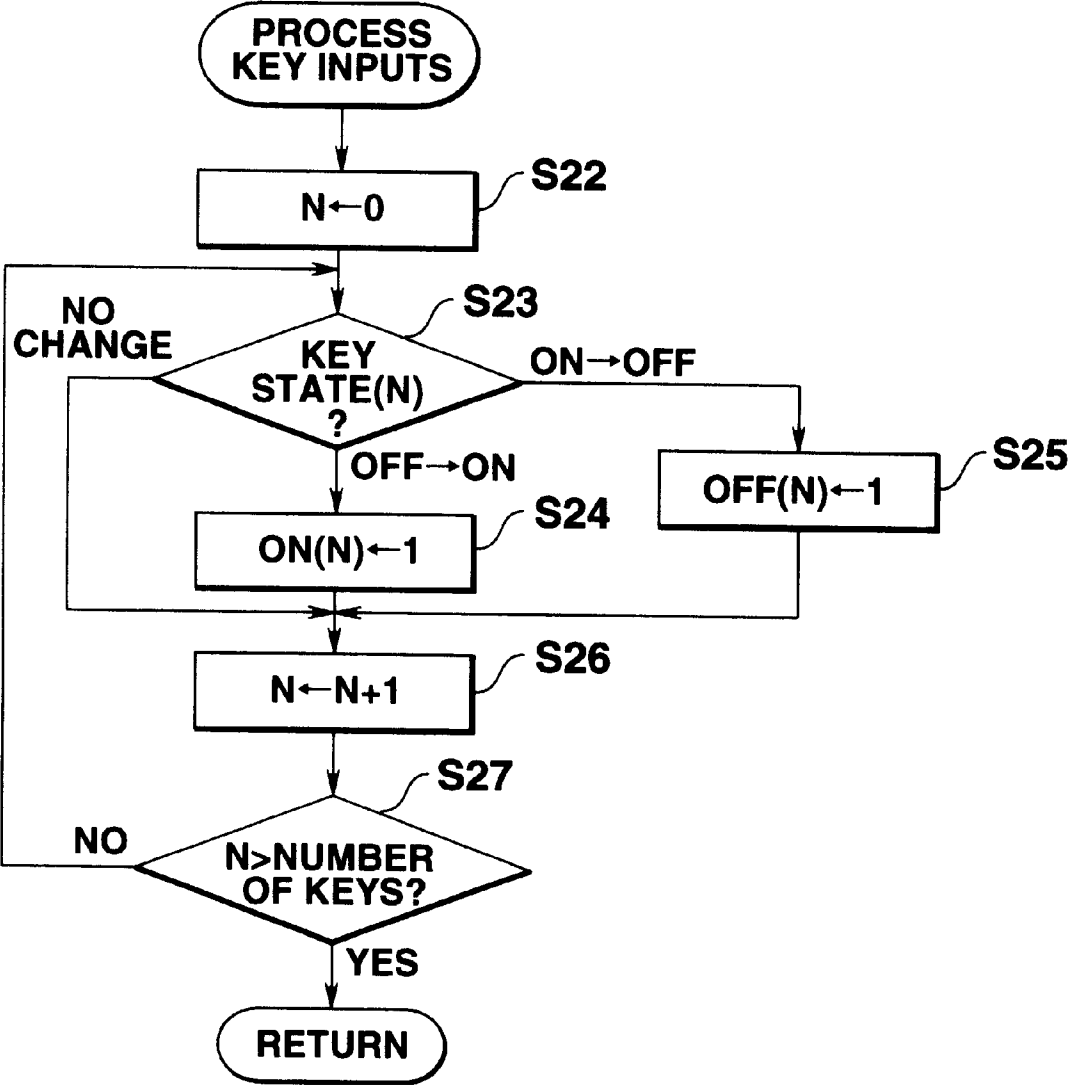 PROCESS
KEY INPUTS
S22
N←0
S23
NO
CHANGE
KEY
STATE(N)
?
ON→OFF
OFF→ON
S25
OFF(N)←1
S24
ON(N)←1
S26
N←N+1
S27
NO
N>NUMBER
OF KEYS?
YES
RETURN